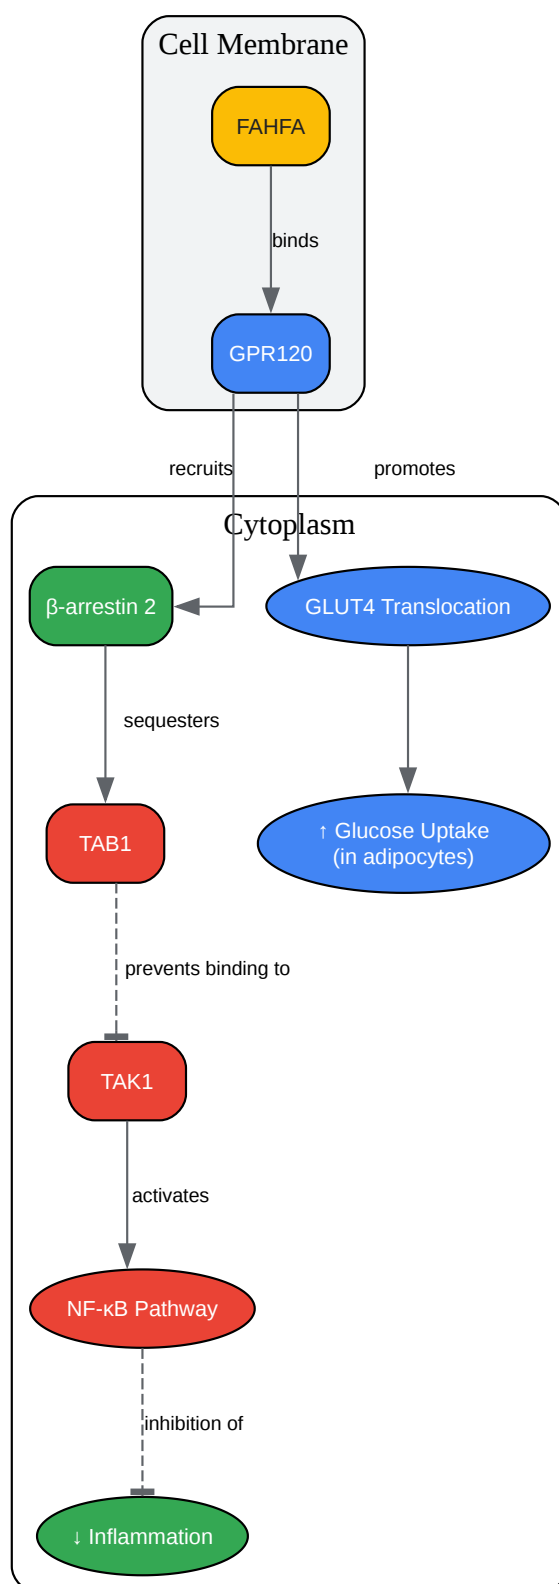 Cell Membrane
FAHFA
binds
GPR120
recruits
promotes
Cytoplasm
β-arrestin 2
GLUT4 Translocation
sequesters
TAB1
↑ Glucose Uptake
(in adipocytes)
prevents binding to
TAK1
activates
NF-κB Pathway
inhibition of
↓ Inflammation